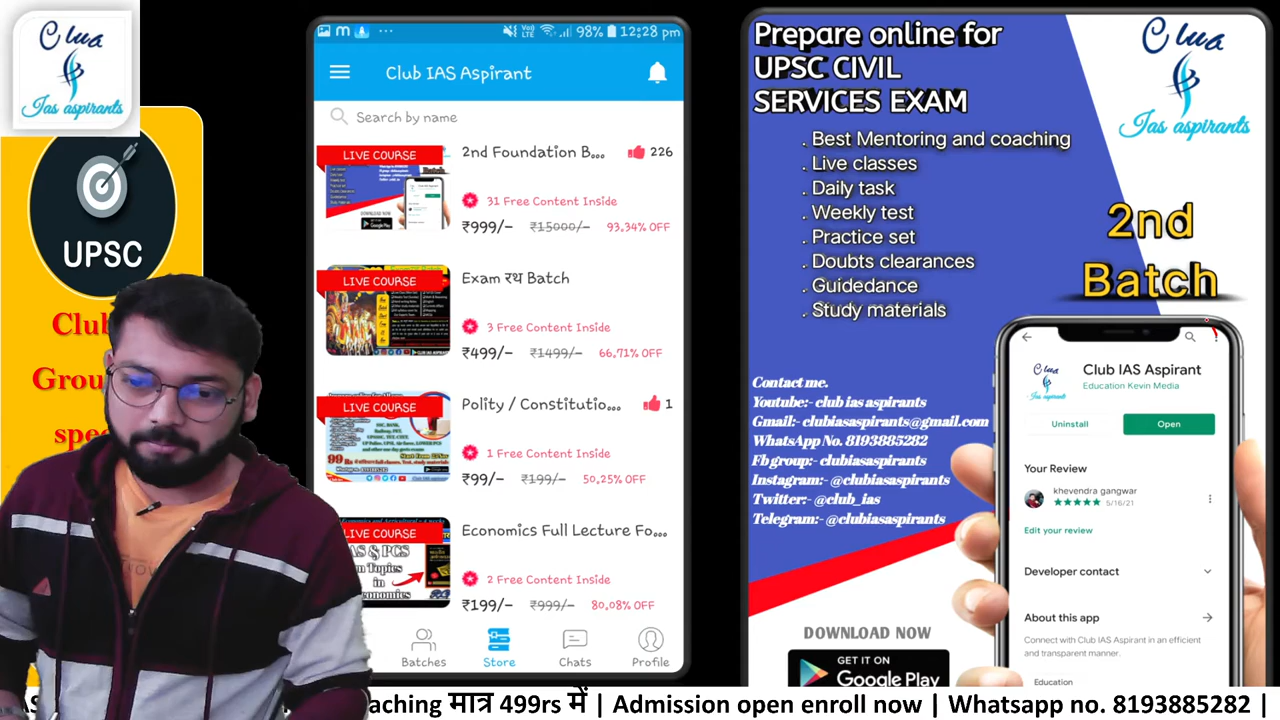 Club
Ias aspirants
UPSC
Club
spec
12:28 pm
98%
Club IAS Aspirant
Search by name
LIVE COURSE
2nd Foundation B...
226
31 Free Content Inside
₹999/- ₹15000/- 93.34% OFF
LIVE COURSE
Exam रथ Batch
3 Free Content Inside
₹499/- ₹1499/- 66.71% OFF
LIVE COURSE
Polity / Constitutio...
1
1 Free Content Inside
₹99/- ₹199/- 50.25% OFF
LIVE COURSE
Economics Full Lecture Fo...
2 Free Content Inside
₹199/- ₹999/- 80.08% OFF
Batches
Store
Chats
Profile
Prepare online for
UPSC CIVIL
SERVICES EXAM
. Best Mentoring and coaching
. Live classes
. Daily task
. Weekly test
. Practice set
. Doubts clearances
. Guidedance
. Study materials
Ias aspirants
2nd
Batch
Contact me.
Youtube:- club ias aspirants
Gmail:- clubiasaspirants@gmail.com
WhatsApp No. 8193885282
Fb group:- clubiasaspirants
Instagram:- @clubiasaspirants
Twitter:- @club_ias
Telegram:- @clubiasaspirants
Club IAS Aspirant
Education Kevin Media
Uninstall
Open
Your Review
khevendra gangwar
5/16/21
Edit your review
Developer contact
About this app
Connect with Club IAS Aspirant in an efficient
and transparent manner.
Education
DOWNLOAD NOW
GET IT ON
Google Play
aching मात्र 499rs में | Admission open enroll now | Whatsapp no. 8193885282 |